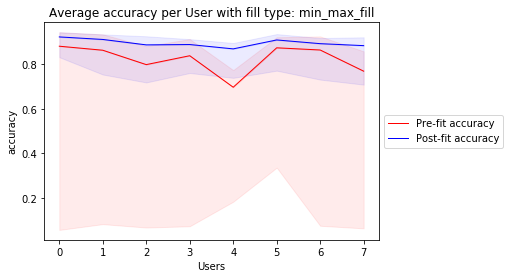 Average accuracy per User with fill type: min_max_fill
accuracy
0.8
0.6
0.4
0.2
0 1 2 3 4 5 6 7
Users
Pre-fit accuracy
Post-fit accuracy